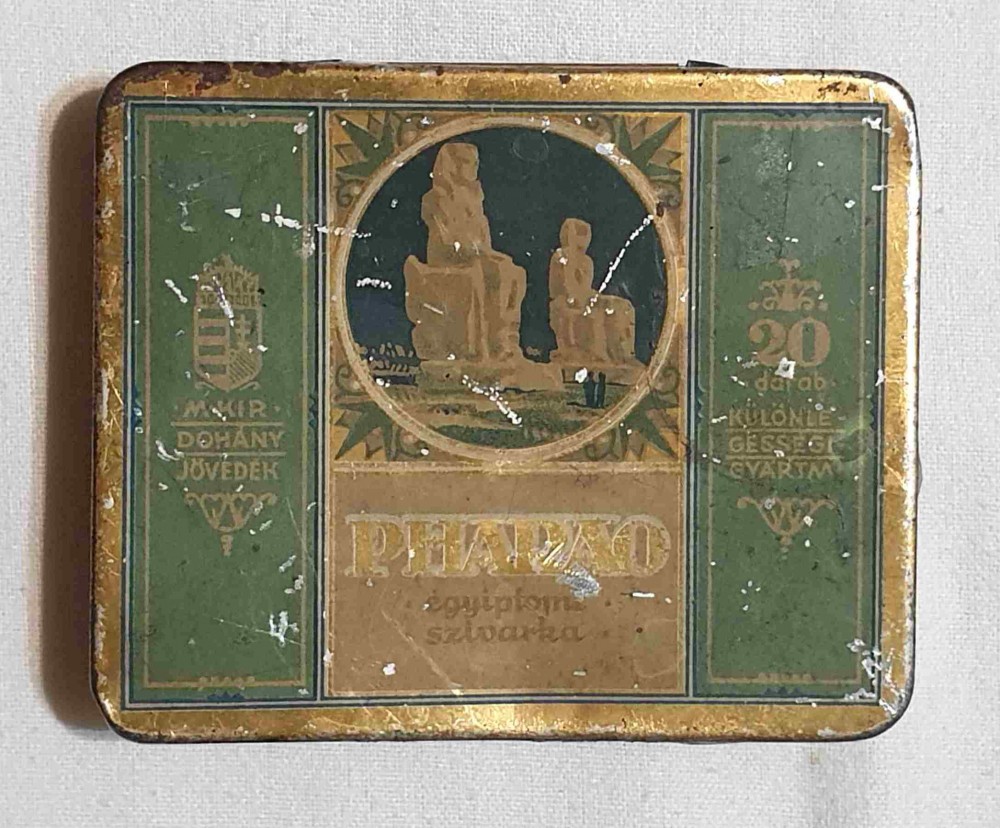 M. KIR.
DOHÁNY
JÖVEDÉK
PHARAO
egyiptomi
szivarka
20
darab
KÜLÖNLE
GESSÉGI
GYÁRTM